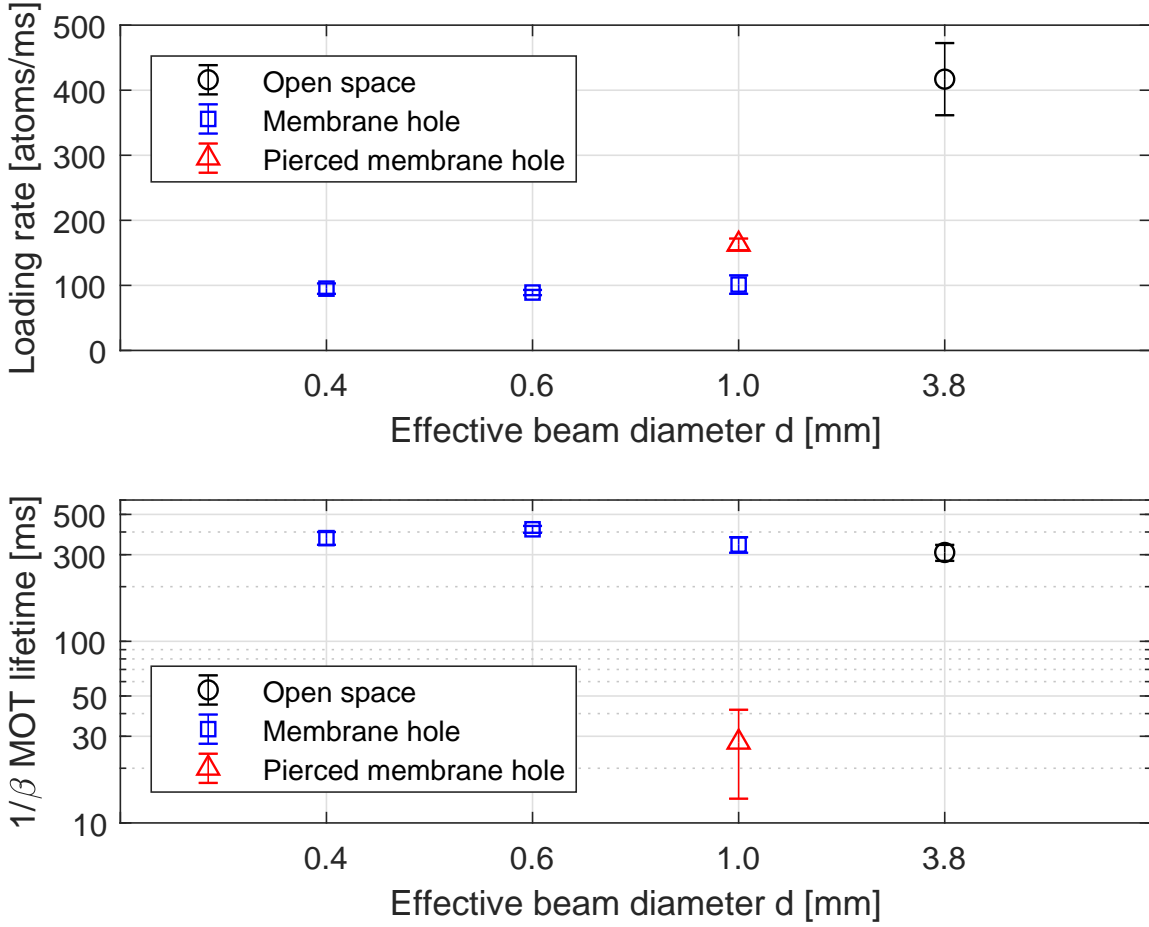 Loading rate [atoms/ms]
500
400
300
200
100
0
Open space
Membrane hole
Pierced membrane hole
0.4 0.6 1.0 3.8
Effective beam diameter d [mm]
1/β MOT lifetime [ms]
500
300
100
50
30
10
Open space
Membrane hole
Pierced membrane hole
0.4 0.6 1.0 3.8
Effective beam diameter d [mm]